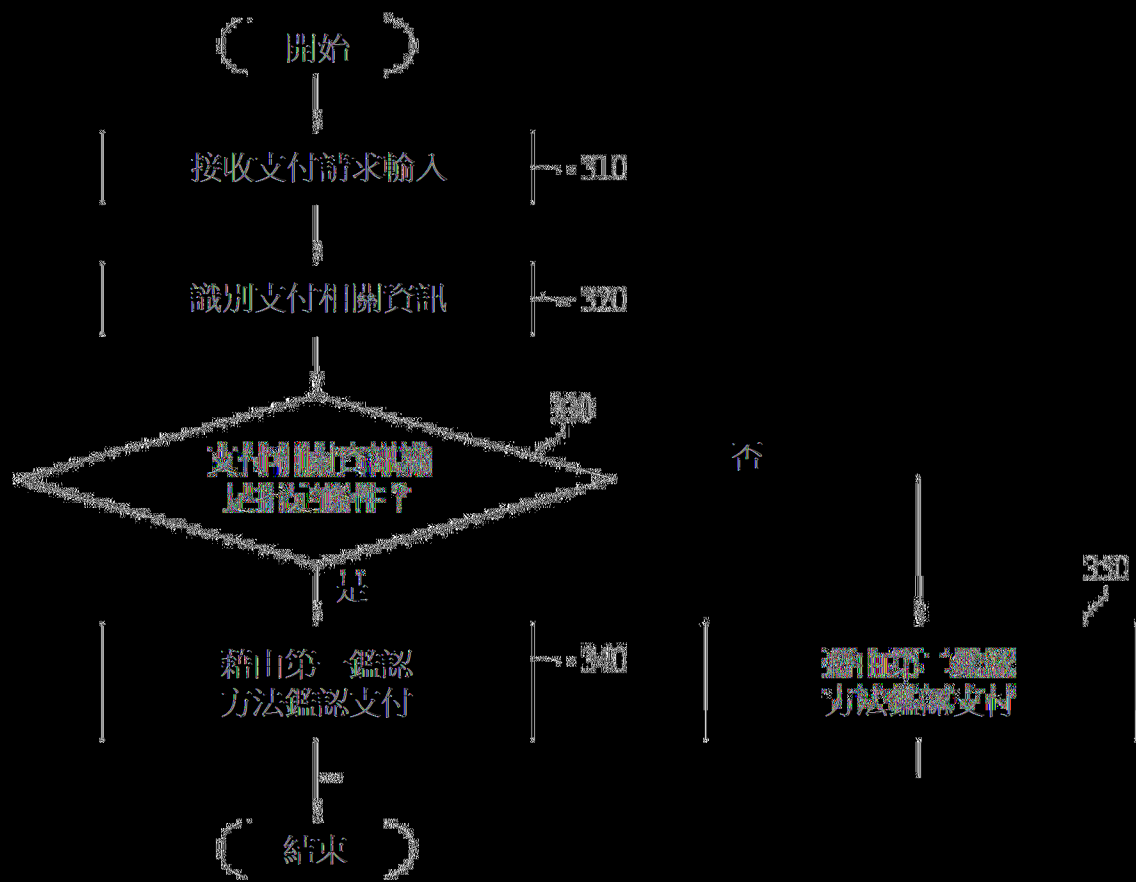 開始
接收支付請求輸入
310
識別支付相關資訊
320
330
支付相關資訊滿
足指定條件?
否
是
350
藉由第一鑑認
方法鑑認支付
340
藉由第二鑑認
方法鑑認支付
結束